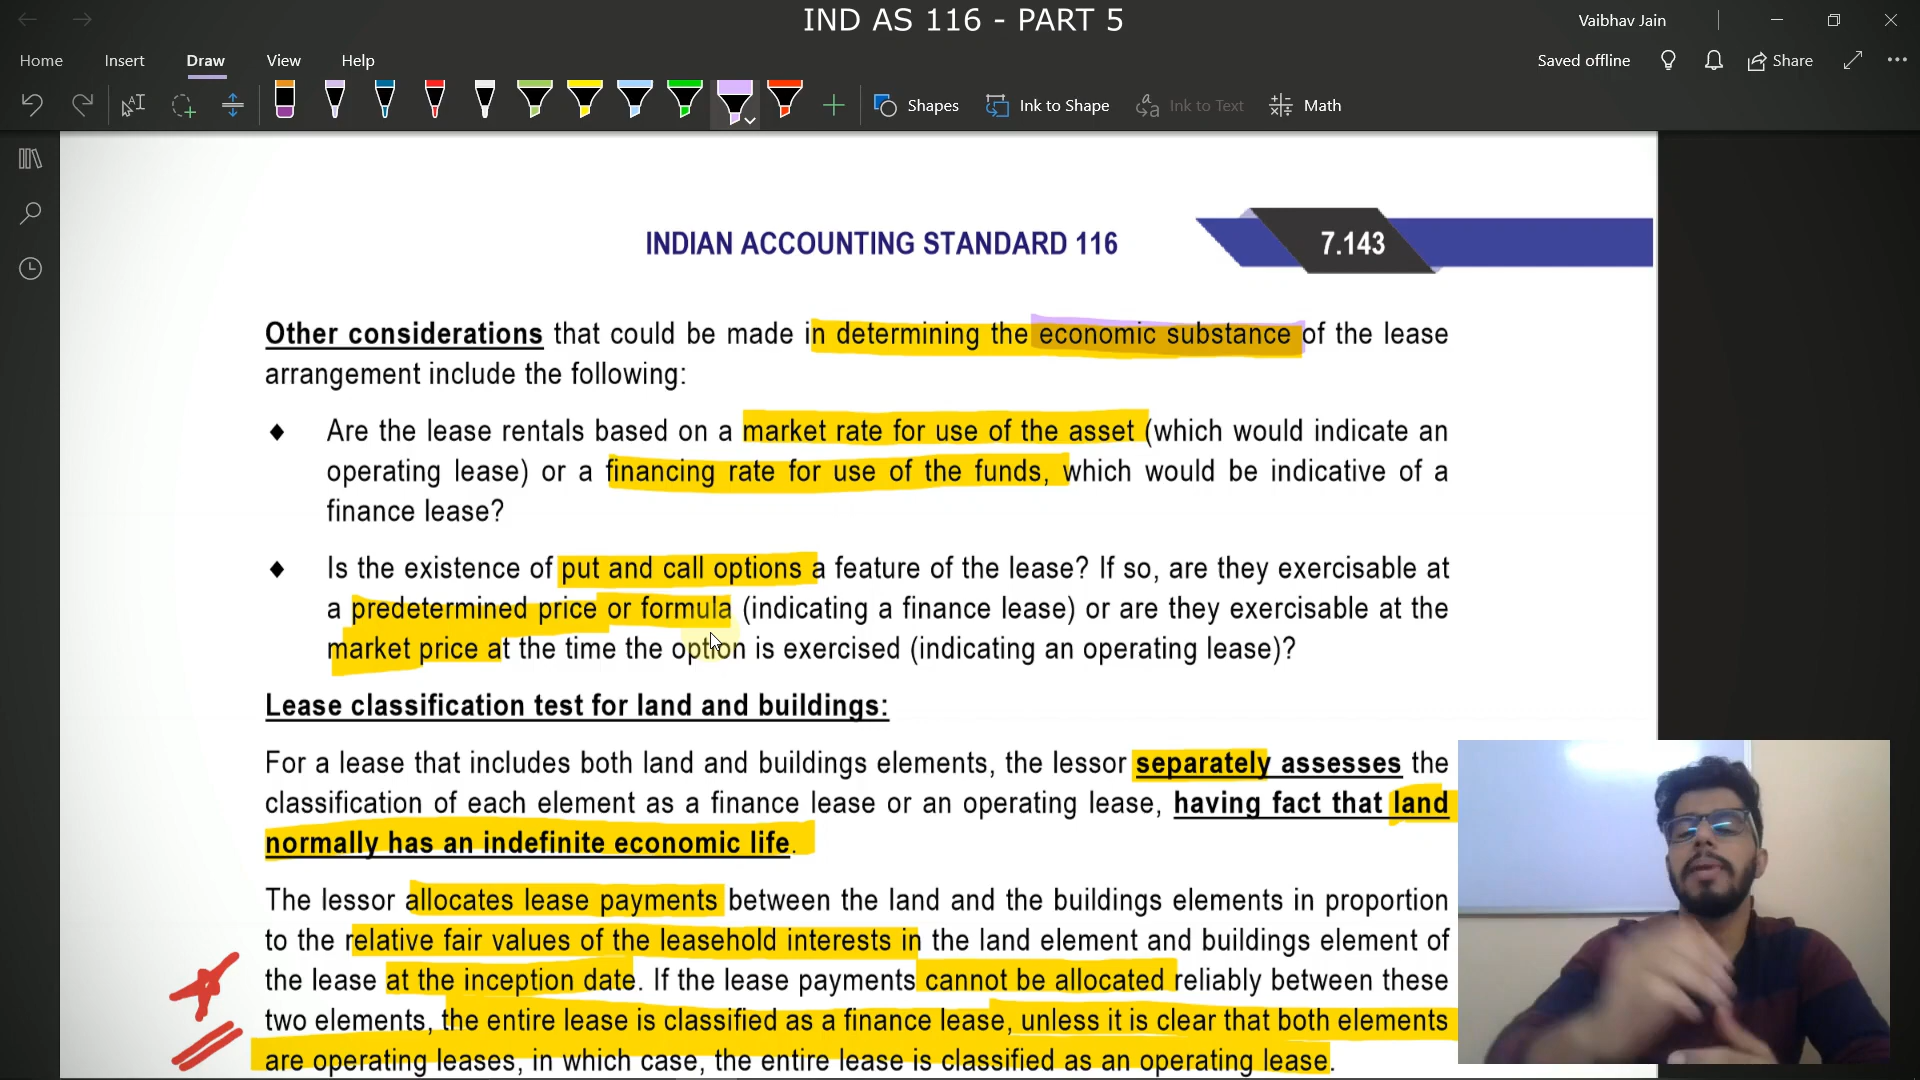 IND AS 116 - PART 5
Vaibhav Jain
Home Insert Draw View Help
Saved offline Share
Shapes Ink to Shape Ink to Text Math
INDIAN ACCOUNTING STANDARD 116 7.143
Other considerations that could be made in determining the economic substance of the lease
arrangement include the following:
♦ Are the lease rentals based on a market rate for use of the asset (which would indicate an
operating lease) or a financing rate for use of the funds, which would be indicative of a
finance lease?
♦ Is the existence of put and call options a feature of the lease? If so, are they exercisable at
a predetermined price or formula (indicating a finance lease) or are they exercisable at the
market price at the time the option is exercised (indicating an operating lease)?
Lease classification test for land and buildings:
For a lease that includes both land and buildings elements, the lessor separately assesses the
classification of each element as a finance lease or an operating lease, having fact that land
normally has an indefinite economic life.
The lessor allocates lease payments between the land and the buildings elements in proportion
to the relative fair values of the leasehold interests in the land element and buildings element of
the lease at the inception date. If the lease payments cannot be allocated reliably between these
two elements, the entire lease is classified as a finance lease, unless it is clear that both elements
are operating leases, in which case, the entire lease is classified as an operating lease.